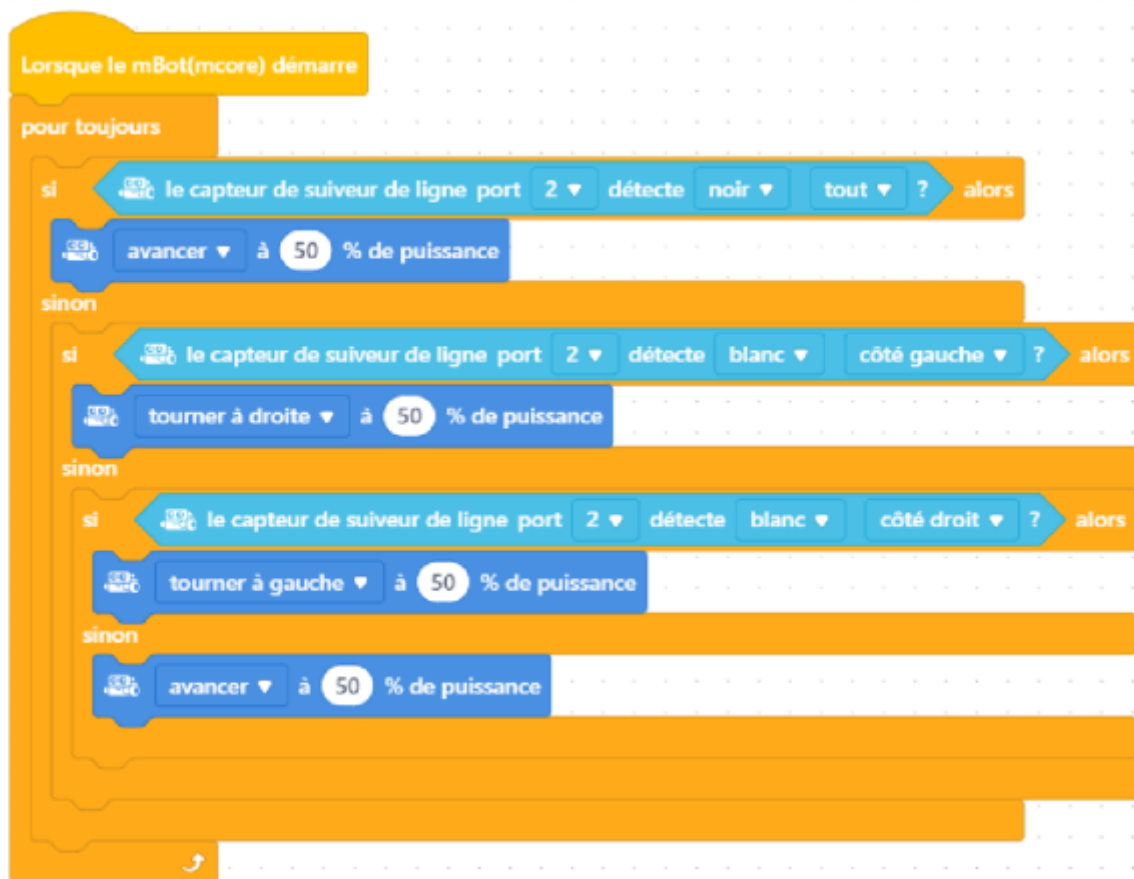 Lorsque le mBot(mcore) démarre
pour toujours
si le capteur de suiveur de ligne port 2 détecte noir tout ? alors
avancer à 50 % de puissance
sinon
si le capteur de suiveur de ligne port 2 détecte blanc côté gauche ? alors
tourner à droite à 50 % de puissance
sinon
si le capteur de suiveur de ligne port 2 détecte blanc côté droit ? alors
tourner à gauche à 50 % de puissance
sinon
avancer à 50 % de puissance